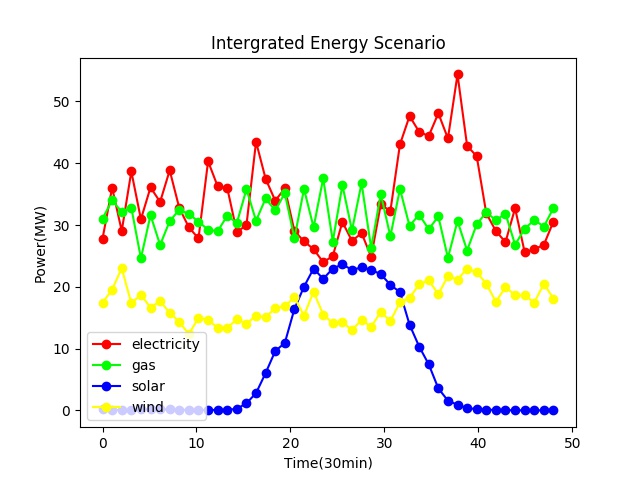 Intergrated Energy Scenario
Power(MW)
50
40
30
20
10
0
electricity
gas
solar
wind
0 10 20 30 40 50
Time(30min)